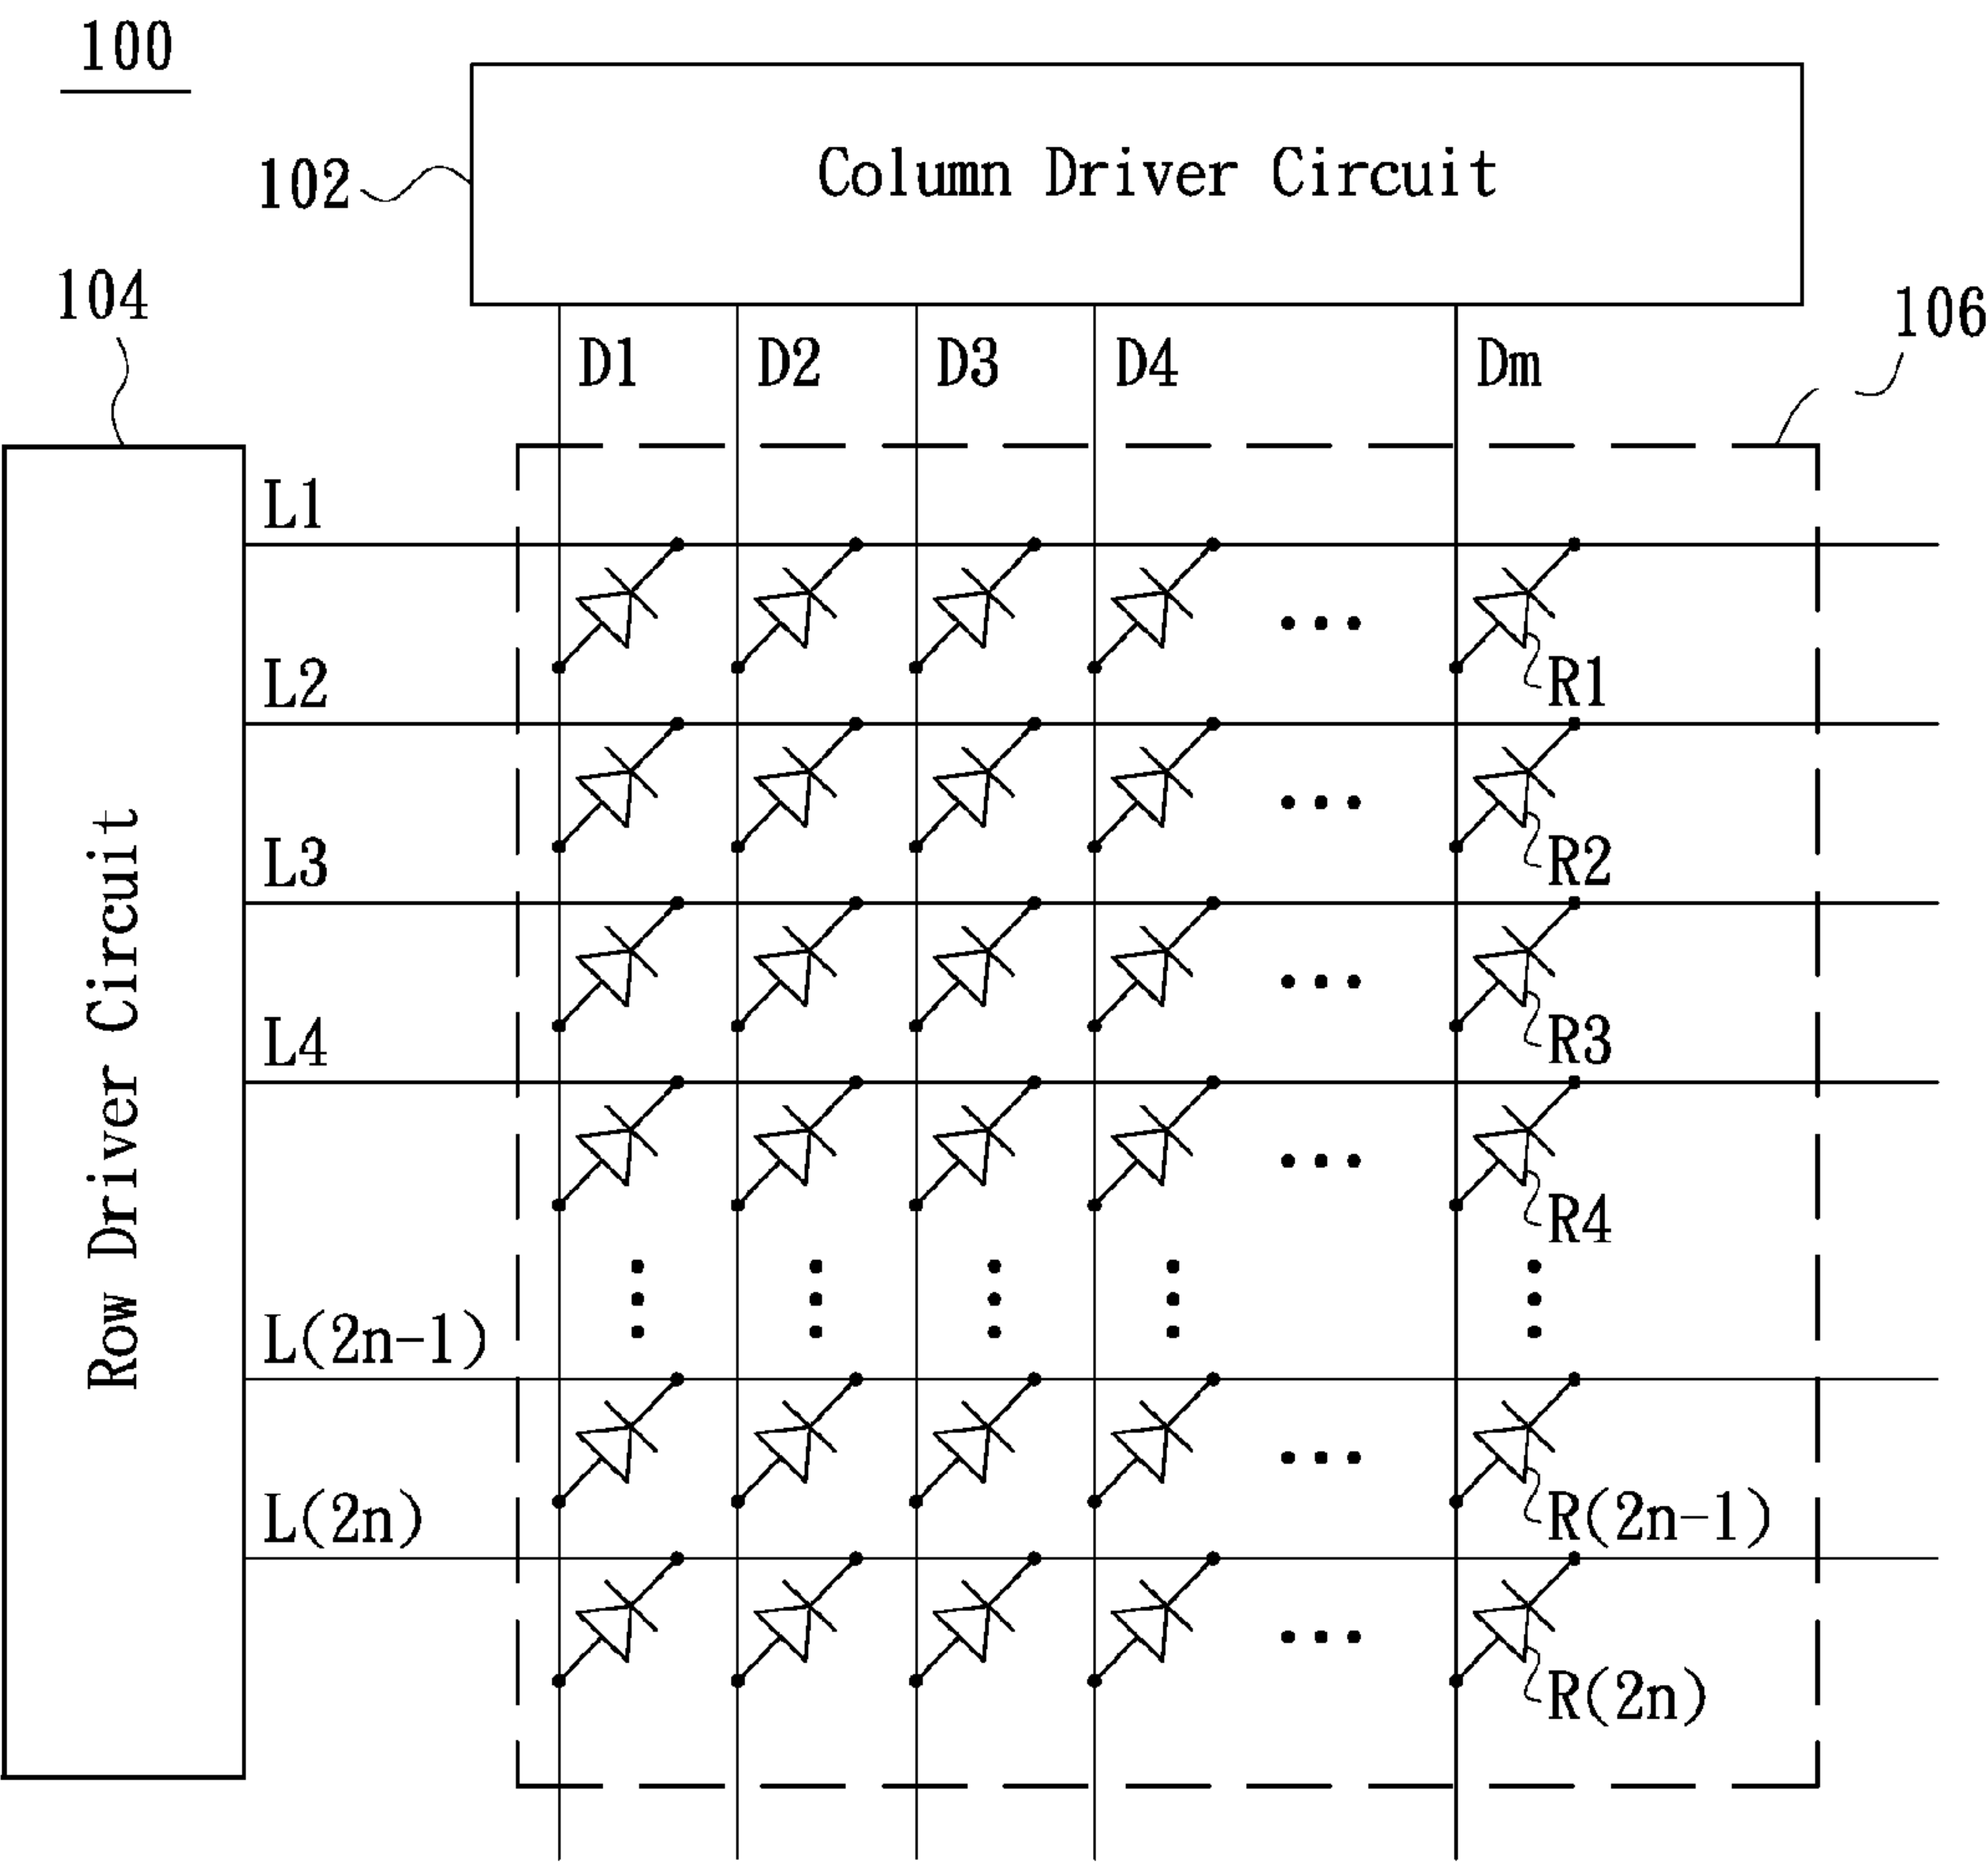 100
Column Driver Circuit
102
104
106
D1 D2 D3 D4 Dm
L1
R1
L2
R2
L3
R3
L4
R4
L(2n-1)
R(2n-1)
L(2n)
R(2n)
Row Driver Circuit